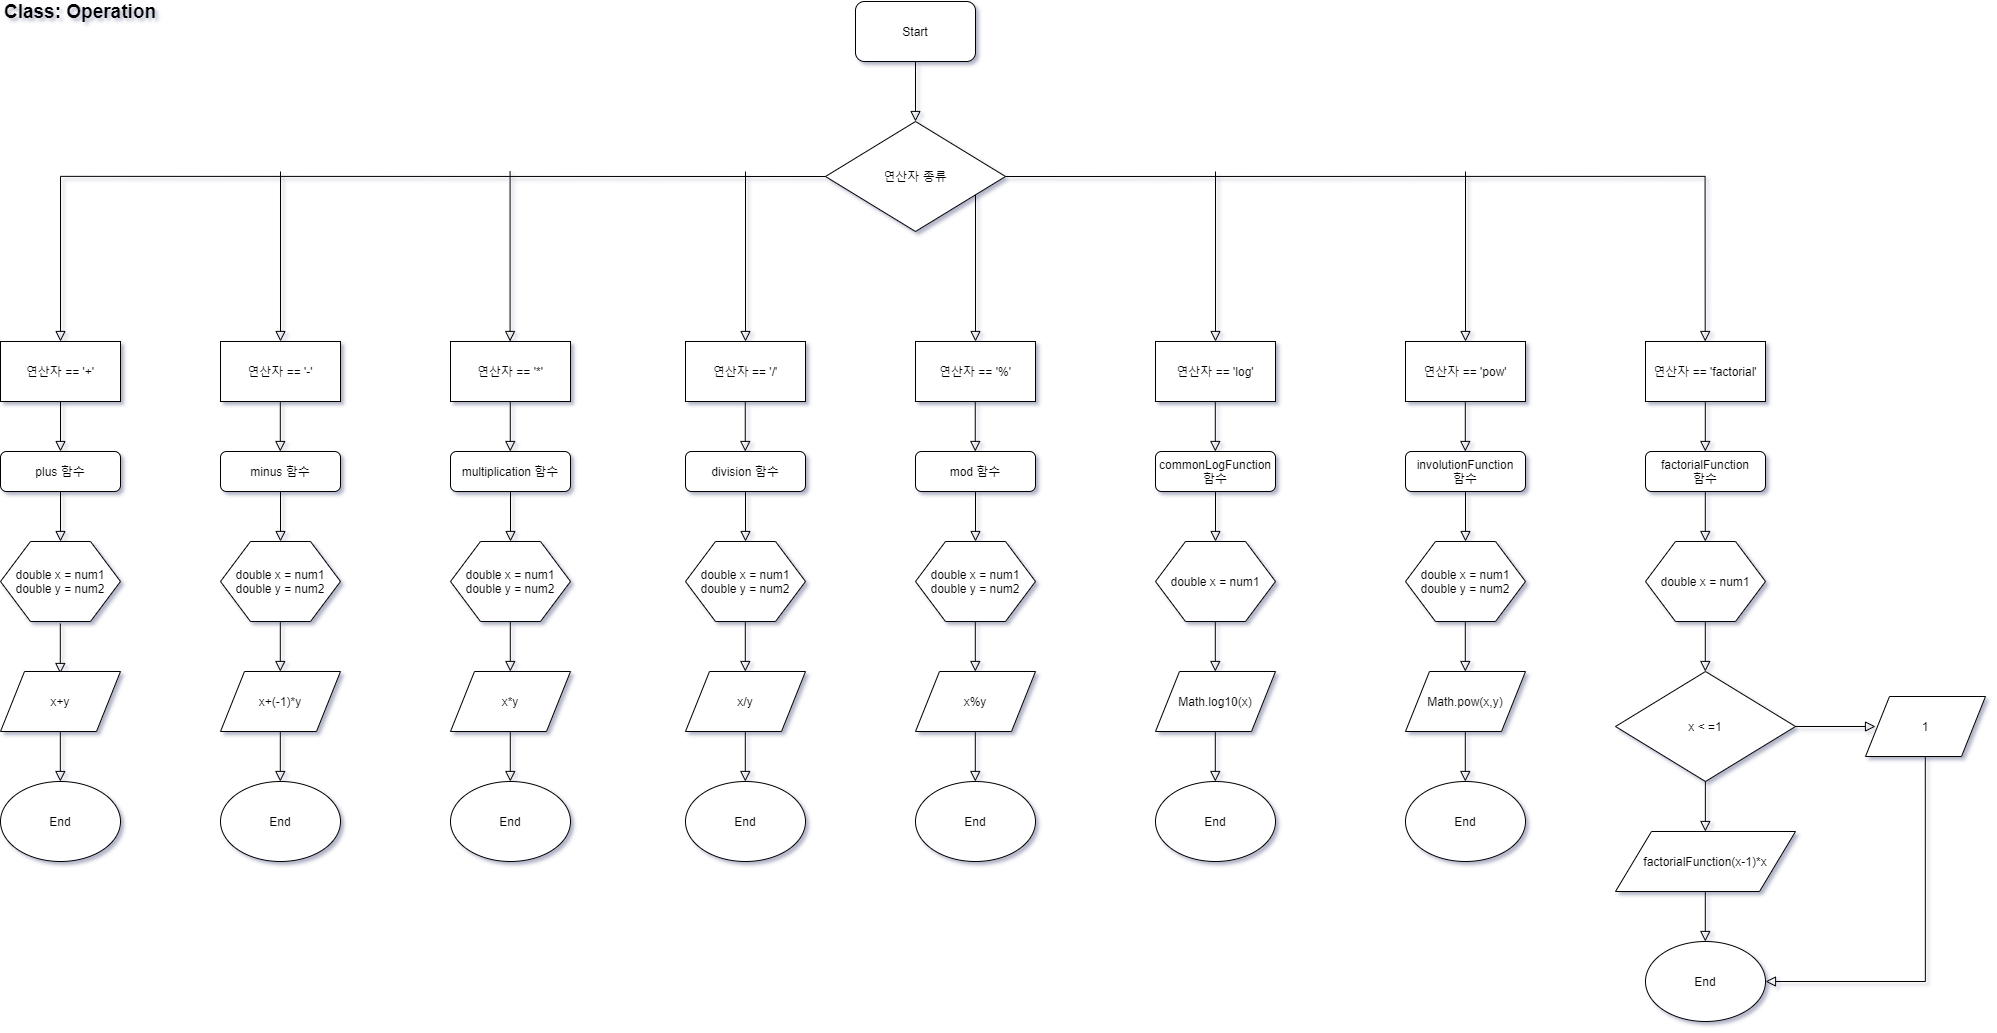 Class: Operation
Start
연산자 종류
연산자 == '+'
연산자 == '-'
연산자 == '*'
연산자 == '/'
연산자 == '%'
연산자 == 'log'
연산자 == 'pow'
연산자 == 'factorial'
plus 함수
minus 함수
multiplication 함수
division 함수
mod 함수
commonLogFunction
함수
involutionFunction
함수
factorialFunction
함수
double x = num1
double y = num2
double x = num1
double y = num2
double x = num1
double y = num2
double x = num1
double y = num2
double x = num1
double y = num2
double x = num1
double x = num1
double y = num2
double x = num1
x+y
x+(-1)*y
x*y
x/y
x%y
Math.log10(x)
Math.pow(x,y)
x < =1
1
End
End
End
End
End
End
End
factorialFunction(x-1)*x
End